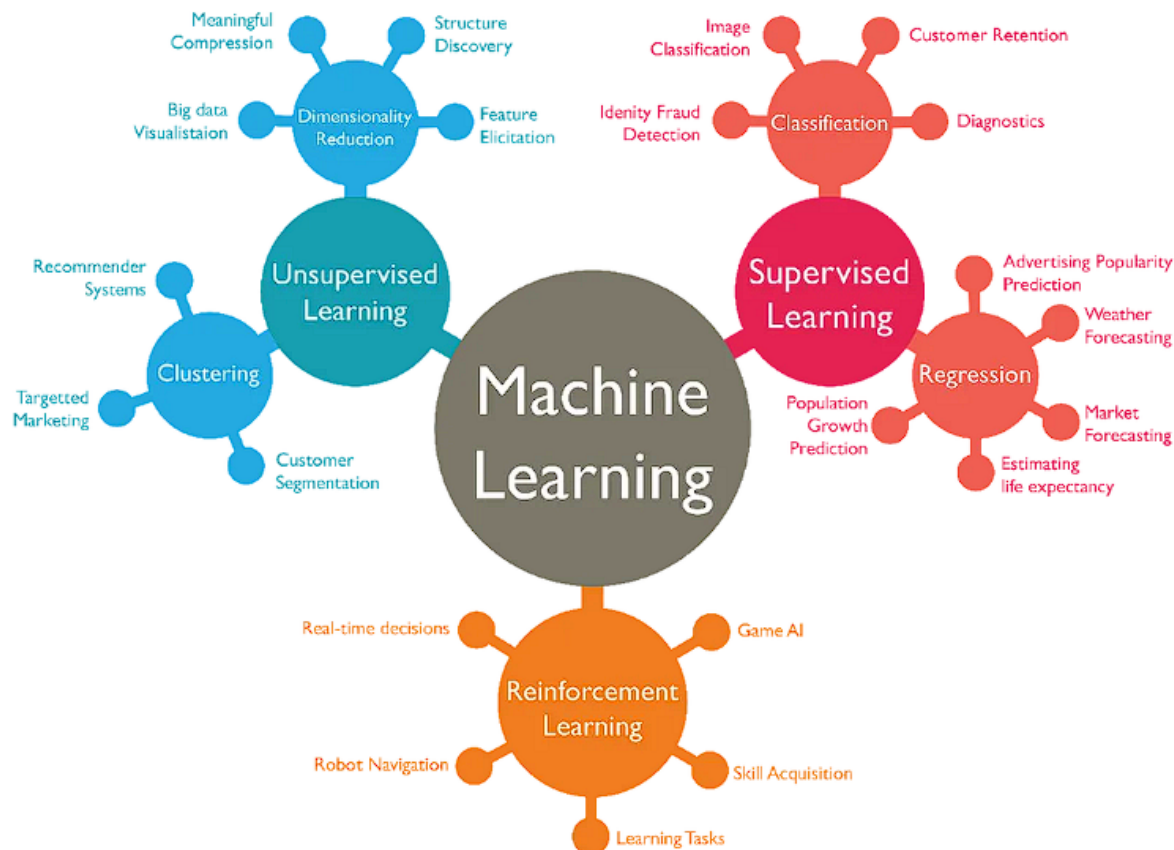 Meaningful
Compression
Structure
Discovery
Big data
Visualistaion
Dimensionality
Reduction
Feature
Elicitation
Image
Classification
Customer Retention
Idenity Fraud
Detection
Classification
Diagnostics
Unsupervised
Learning
Recommender
Systems
Clustering
Targetted
Marketing
Customer
Segmentation
Supervised
Learning
Advertising Popularity
Prediction
Weather
Forecasting
Regression
Population
Growth
Prediction
Market
Forecasting
Estimating
life expectancy
Machine
Learning
Real-time decisions
Game AI
Reinforcement
Learning
Robot Navigation
Skill Acquisition
Learning Tasks